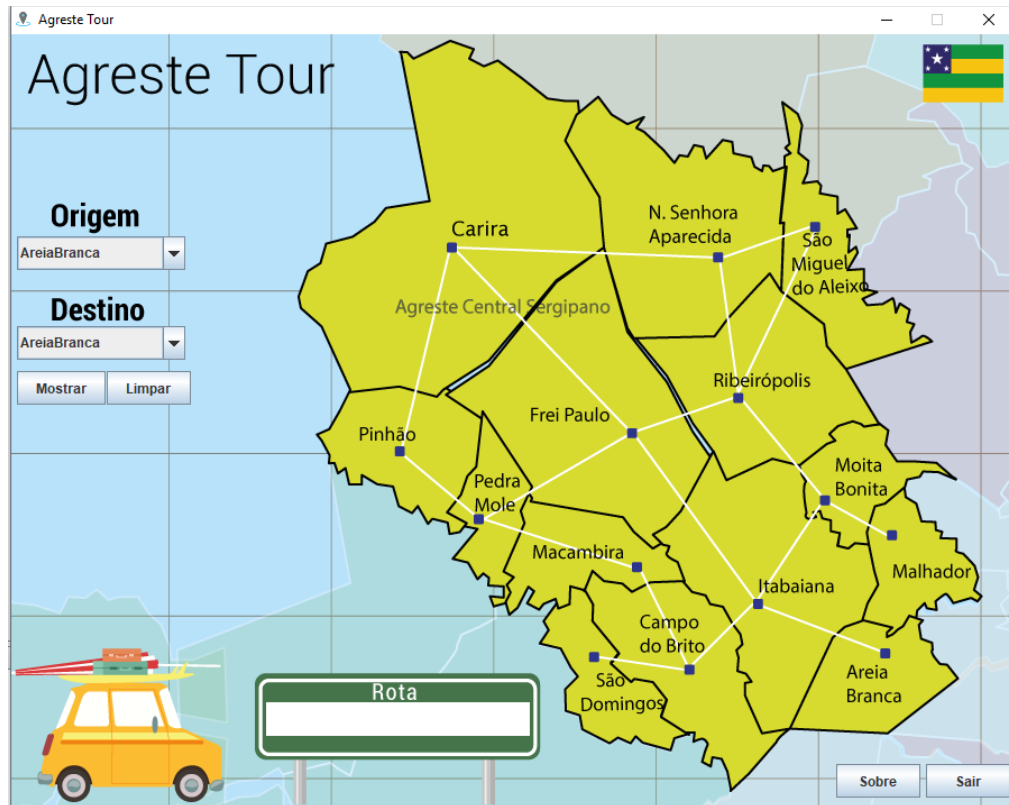 Agreste Tour
Agreste Tour
Origem
AreiaBranca
Destino
AreiaBranca
Mostrar
Limpar
Carira
N. Senhora
Aparecida
São
Miguel
do Aleixo
Agreste Central Sergipano
Ribeirópolis
Frei Paulo
Pinhão
Pedra
Mole
Moita
Bonita
Macambira
Malhador
Itabaiana
Campo
do Brito
São
Domingos
Areia
Branca
Rota
Sobre
Sair